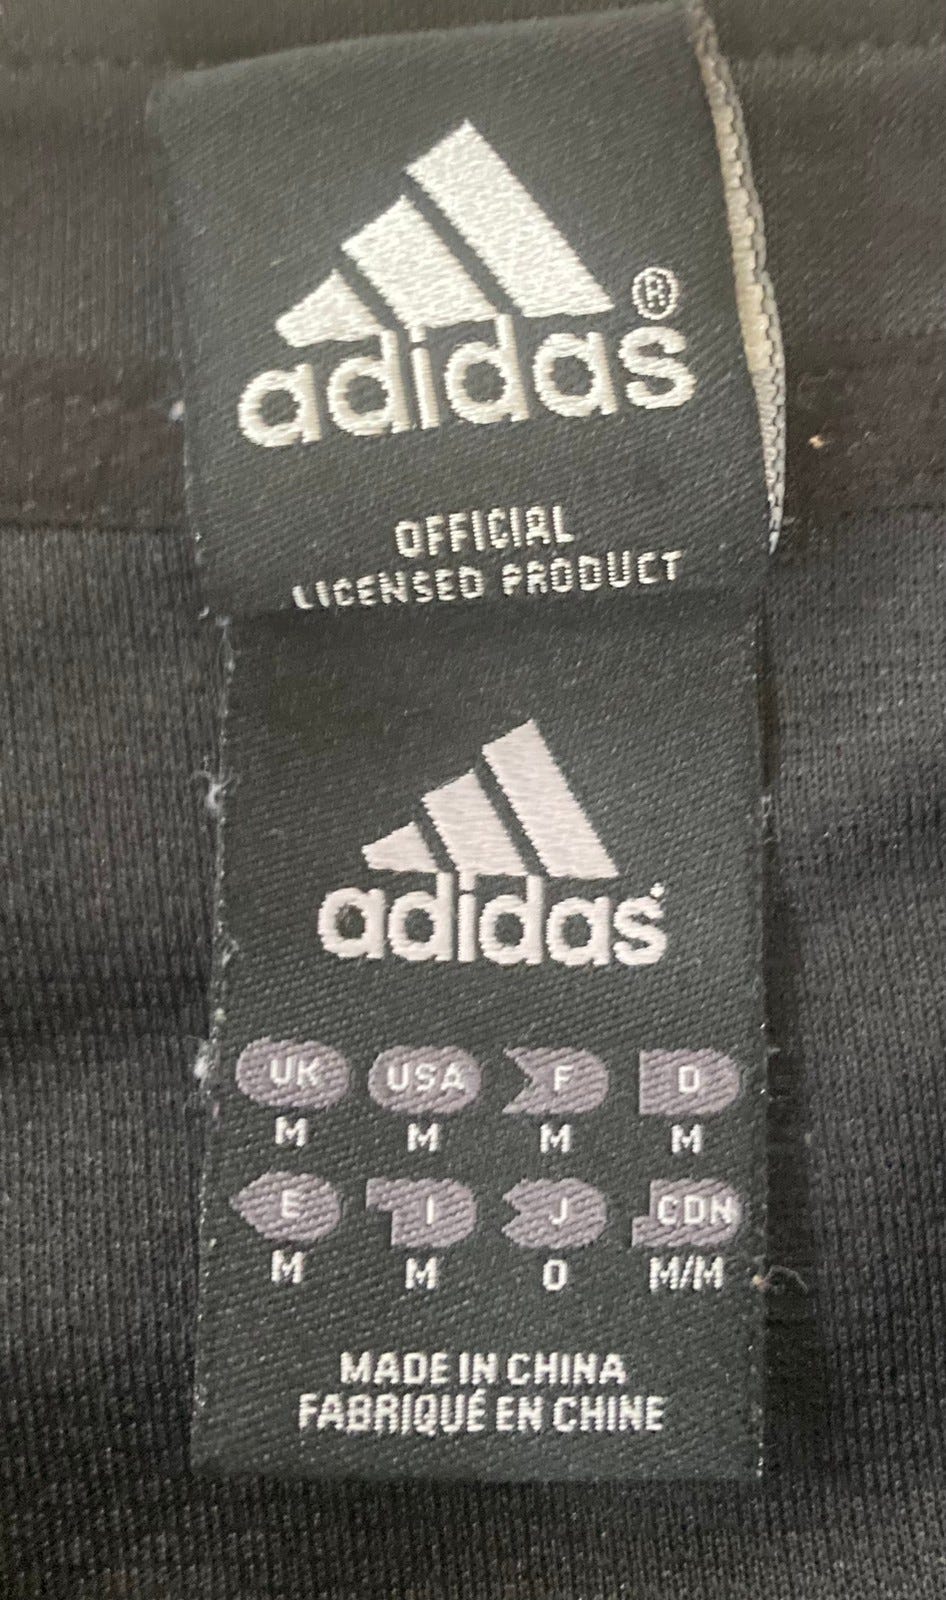 adidas®
OFFICIAL
LICENSED PRODUCT
adidas
UK USA F D
M M M M
E I J CDN
M M O M/M
MADE IN CHINA
FABRIQUÉ EN CHINE